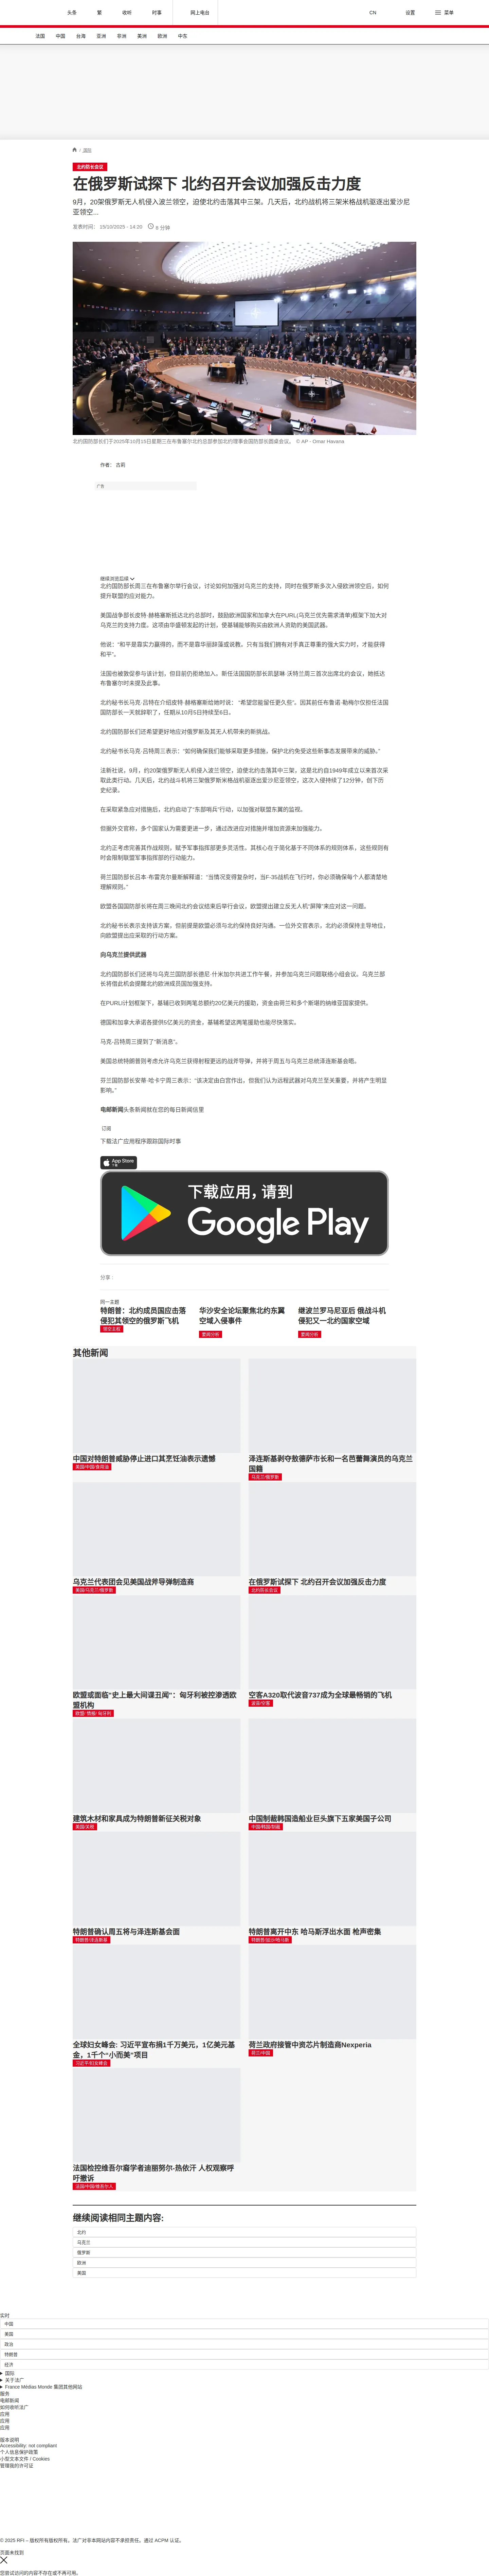 头条
繁
收听
时事
网上电台
CN
设置
菜单
法国
中国
台海
亚洲
非洲
美洲
欧洲
中东
/ 国际
北约防长会议
在俄罗斯试探下 北约召开会议加强反击力度
9月，20架俄罗斯无人机侵入波兰领空，迫使北约击落其中三架。几天后，北约战机将三架米格战机驱逐出爱沙尼亚领空...
发表时间： 15/10/2025 - 14:20
8 分钟
北约国防部长们于2025年10月15日星期三在布鲁塞尔北约总部参加北约理事会国防部长圆桌会议。 © AP - Omar Havana
作者： 古莉
广告
继续浏览后续
北约国防部长周三在布鲁塞尔举行会议，讨论如何加强对乌克兰的支持，同时在俄罗斯多次入侵欧洲领空后，如何
提升联盟的应对能力。
美国战争部长皮特·赫格塞斯抵达北约总部时，鼓励欧洲国家和加拿大在PURL(乌克兰优先需求清单)框架下加大对
乌克兰的支持力度。这项由华盛顿发起的计划，使基辅能够购买由欧洲人资助的美国武器。
他说：“和平是靠实力赢得的，而不是靠华丽辞藻或说教。只有当我们拥有对手真正尊重的强大实力时，才能获得
和平”。
法国也被敦促参与该计划，但目前仍拒绝加入。新任法国国防部长凯瑟琳·沃特兰周三首次出席北约会议，她抵达
布鲁塞尔时未提及此事。
北约秘书长马克·吕特在介绍皮特·赫格塞斯给她时说： “希望您能留任更久些”，因其前任布鲁诺·勒梅尔仅担任法国
国防部长一天就辞职了，任期从10月5日持续至6日。
北约国防部长们还希望更好地应对俄罗斯及其无人机带来的新挑战。
北约秘书长马克·吕特周三表示：“如何确保我们能够采取更多措施，保护北约免受这些新事态发展带来的威胁。”
法新社说，9月，约20架俄罗斯无人机侵入波兰领空，迫使北约击落其中三架，这是北约自1949年成立以来首次采
取此类行动。几天后，北约战斗机将三架俄罗斯米格战机驱逐出爱沙尼亚领空，这次入侵持续了12分钟，创下历
史纪录。
在采取紧急应对措施后，北约启动了“东部哨兵”行动，以加强对联盟东翼的监视。
但据外交官称，多个国家认为需要更进一步，通过改进应对措施并增加资源来加强能力。
北约正考虑完善其作战规则，赋予军事指挥部更多灵活性。其核心在于简化基于不同体系的规则体系，这些规则有
时会限制联盟军事指挥部的行动能力。
荷兰国防部长吕本·布雷克尔曼斯解释道：“当情况变得复杂时，当F-35战机在飞行时，你必须确保每个人都清楚地
理解规则。”
欧盟各国国防部长将在周三晚间北约会议结束后举行会议，欧盟提出建立反无人机“屏障”来应对这一问题。
北约秘书长表示支持该方案，但前提是欧盟必须与北约保持良好沟通。一位外交官表示，北约必须保持主导地位，
向欧盟提出应采取的行动方案。
向乌克兰提供武器
北约国防部长们还将与乌克兰国防部长德尼·什米加尔共进工作午餐，并参加乌克兰问题联络小组会议。乌克兰部
长将借此机会提醒北约欧洲成员国加强支持。
在PURLI计划框架下，基辅已收到两笔总额约20亿美元的援助，资金由荷兰和多个斯堪的纳维亚国家提供。
德国和加拿大承诺各提供5亿美元的资金，基辅希望这两笔援助也能尽快落实。
马克-吕特周三提到了“新消息”。
美国总统特朗普则考虑允许乌克兰获得射程更远的战斧导弹，并将于周五与乌克兰总统泽连斯基会晤。
芬兰国防部长安蒂·哈卡宁周三表示：“该决定由白宫作出，但我们认为远程武器对乌克兰至关重要，并将产生明显
影响。”
电邮新闻头条新闻就在您的每日新闻信里
订阅
下载法广应用程序跟踪国际时事
App Store
下载
下载应用，请到
Google Play
分享 :
同一主题
特朗普：北约成员国应击落侵犯其领空的俄罗斯飞机
领空主权
华沙安全论坛聚焦北约东翼空域入侵事件
要闻分析
继波兰罗马尼亚后 俄战斗机侵犯又一北约国家空域
要闻分析
其他新闻
中国对特朗普威胁停止进口其烹饪油表示遗憾
美国/中国/废用油
泽连斯基剥夺敖德萨市长和一名芭蕾舞演员的乌克兰国籍
乌克兰/俄罗斯
乌克兰代表团会见美国战斧导弹制造商
美国/乌克兰/俄罗斯
在俄罗斯试探下 北约召开会议加强反击力度
北约防长会议
欧盟或面临"史上最大间谍丑闻"：匈牙利被控渗透欧盟机构
欧盟/ 情报/ 匈牙利
空客A320取代波音737成为全球最畅销的飞机
波音/空客
建筑木材和家具成为特朗普新征关税对象
美国/关税
中国制裁韩国造船业巨头旗下五家美国子公司
中国/韩国/制裁
特朗普确认周五将与泽连斯基会面
特朗普/泽连斯基
特朗普离开中东 哈马斯浮出水面 枪声密集
特朗普/加沙/哈马斯
全球妇女峰会: 习近平宣布捐1千万美元，1亿美元基金，1千个“小而美”项目
习近平/妇女峰会
荷兰政府接管中资芯片制造商Nexperia
荷兰/中国
法国检控维吾尔裔学者迪丽努尔-热依汗 人权观察呼吁撤诉
法国/中国/维吾尔人
继续阅读相同主题内容:
北约
乌克兰
俄罗斯
欧洲
美国
实时
中国
美国
政治
特朗普
经济
国际
关于法广
France Médias Monde 集团其他网站
服务
电邮新闻
如何收听法广
应用
应用
应用
版本说明
Accessibility: not compliant
个人信息保护政策
小型文本文件 / Cookies
管理我的许可证
© 2025 RFI – 版权所有版权所有。法广对非本网站内容不承担责任。通过 ACPM 认证。
页面未找到
您尝试访问的内容不存在或不再可用。